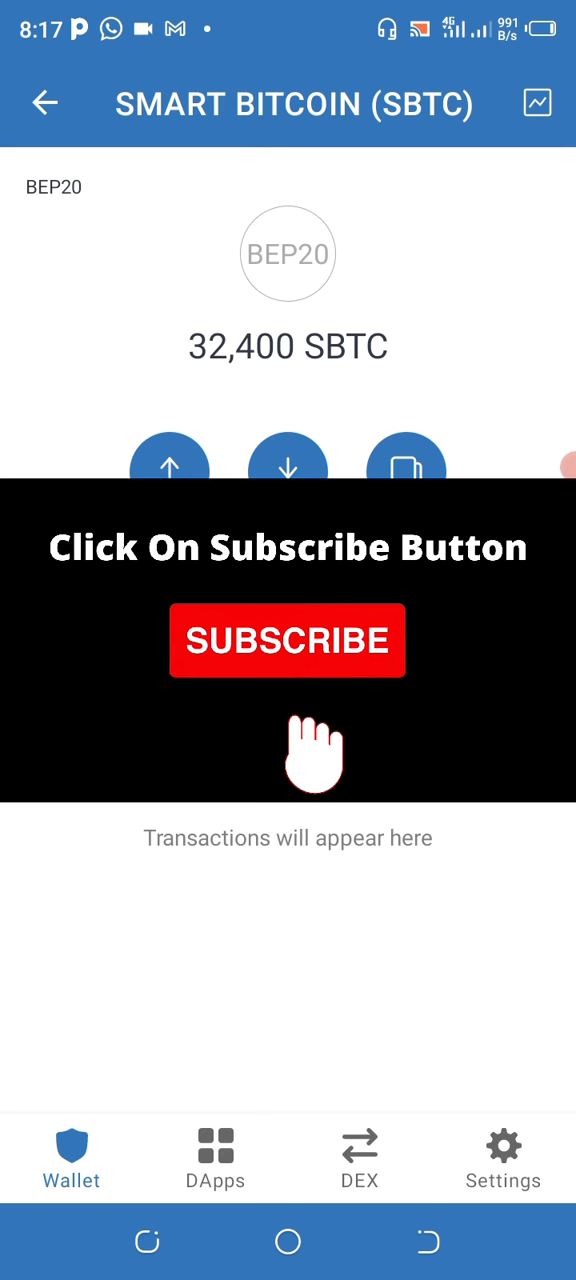 8:17
4G
991
B/s
SMART BITCOIN (SBTC)
BEP20
BEP20
32,400 SBTC
Click On Subscribe Button
SUBSCRIBE
Transactions will appear here
Wallet
DApps
DEX
Settings